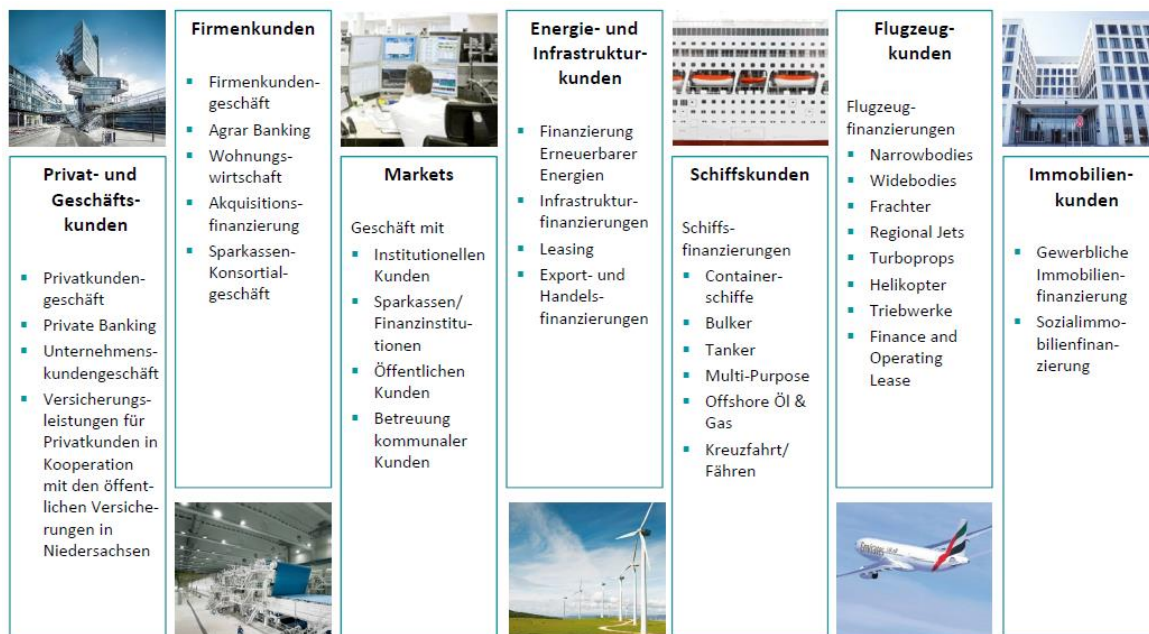 Privat- und
Geschäfts-
kunden
Privatkunden-
geschäft
Private Banking
Unternehmens-
kundengeschäft
Versicherungs-
leistungen für
Privatkunden in
Kooperation
mit den öffent-
lichen Versiche-
rungen in
Niedersachsen
Firmenkunden
Firmenkunden-
geschäft
Agrar Banking
Wohnungs-
wirtschaft
Akquisitions-
finanzierung
Sparkassen-
Konsortial-
geschäft
Markets
Geschäft mit
Institutionellen
Kunden
Sparkassen/
Finanzinstitu-
tionen
Öffentlichen
Kunden
Betreuung
kommunaler
Kunden
Energie- und
Infrastruktur-
kunden
Finanzierung
Erneuerbarer
Energien
Infrastruktur-
finanzierungen
Leasing
Export- und
Handels-
finanzierungen
Schiffskunden
Schiffs-
finanzierungen
Container-
schiffe
Bulker
Tanker
Multi-Purpose
Offshore Öl &
Gas
Kreuzfahrt/
Fähren
Flugzeug-
kunden
Flugzeug-
finanzierungen
Narrowbodies
Widebodies
Frachter
Regional Jets
Turboprops
Helikopter
Triebwerke
Finance and
Operating
Lease
Emirates
Immobilien-
kunden
Gewerbliche
Immobilien-
finanzierung
Sozialimmo-
bilienfinan-
zierung